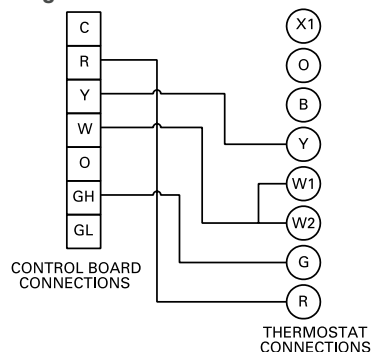 C
R
Y
W
O
GH
GL
CONTROL BOARD
CONNECTIONS
X1
O
B
Y
W1
W2
G
R
THERMOSTAT
CONNECTIONS